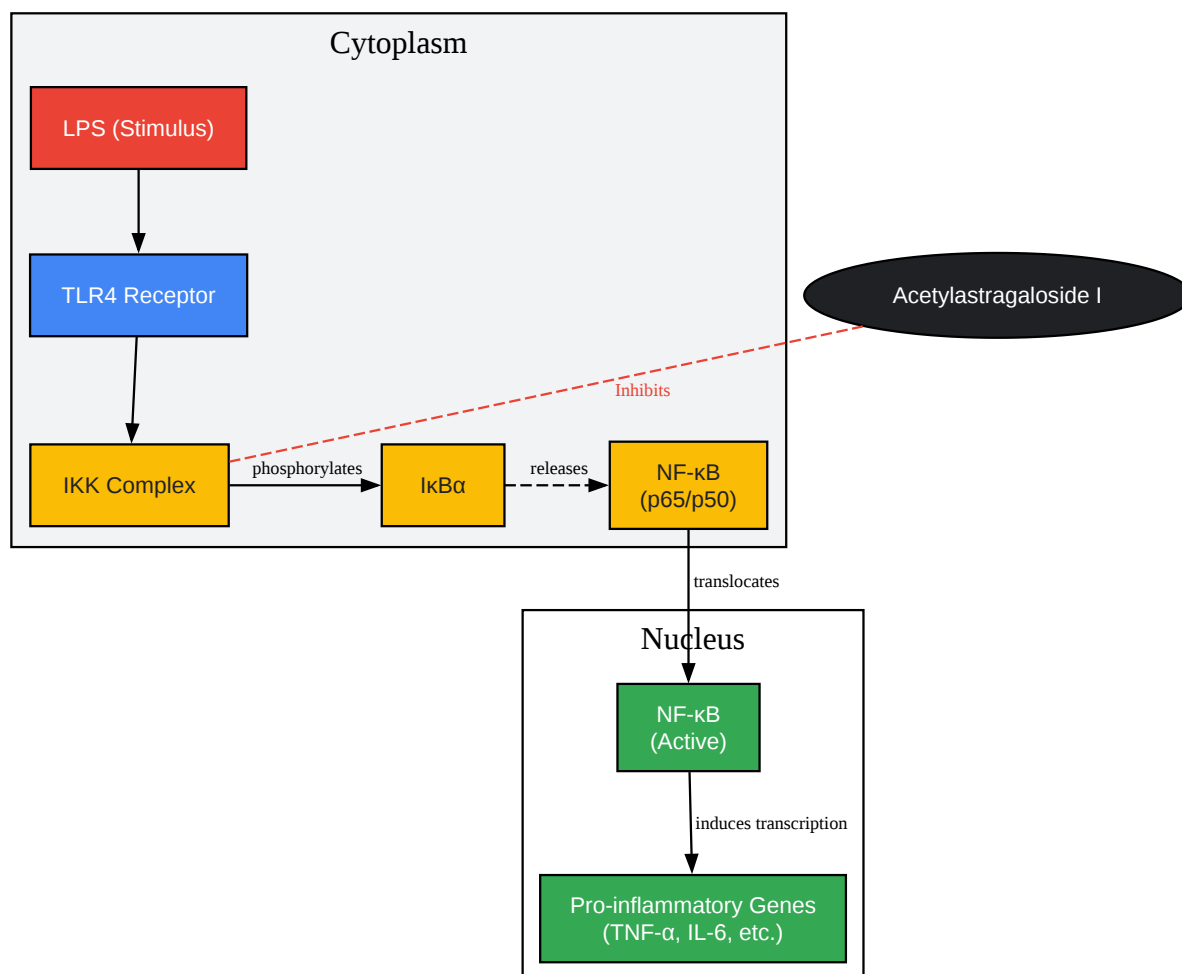 Cytoplasm
LPS (Stimulus)
TLR4 Receptor
Acetylastragaloside I
Inhibits
IKK Complex
phosphorylates
IκBα
releases
NF-κB
(p65/p50)
translocates
Nucleus
NF-κB
(Active)
induces transcription
Pro-inflammatory Genes
(TNF-α, IL-6, etc.)